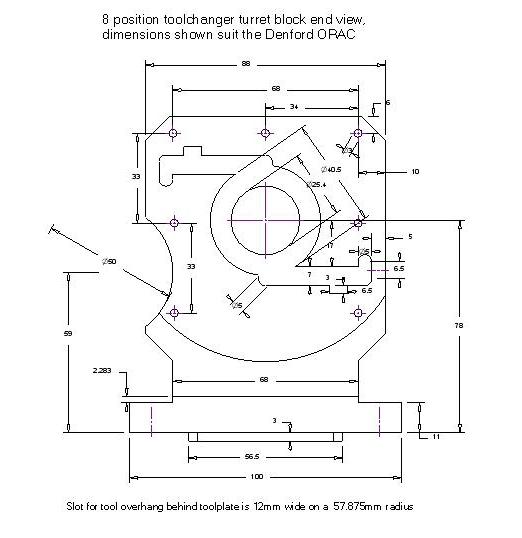 8 position toolchanger turret block end view,
dimensions shown suit the Denford ORAC
88
68
6
34
Ø3
Ø40.5
10
33
Ø25.4
5
17
Ø5
Ø50
33
7
3
6.5
6.5
Ø5
59
78
2.283
68
3
11
56.5
100
Slot for tool overhang behind toolplate is 12mm wide on a 57.875mm radius